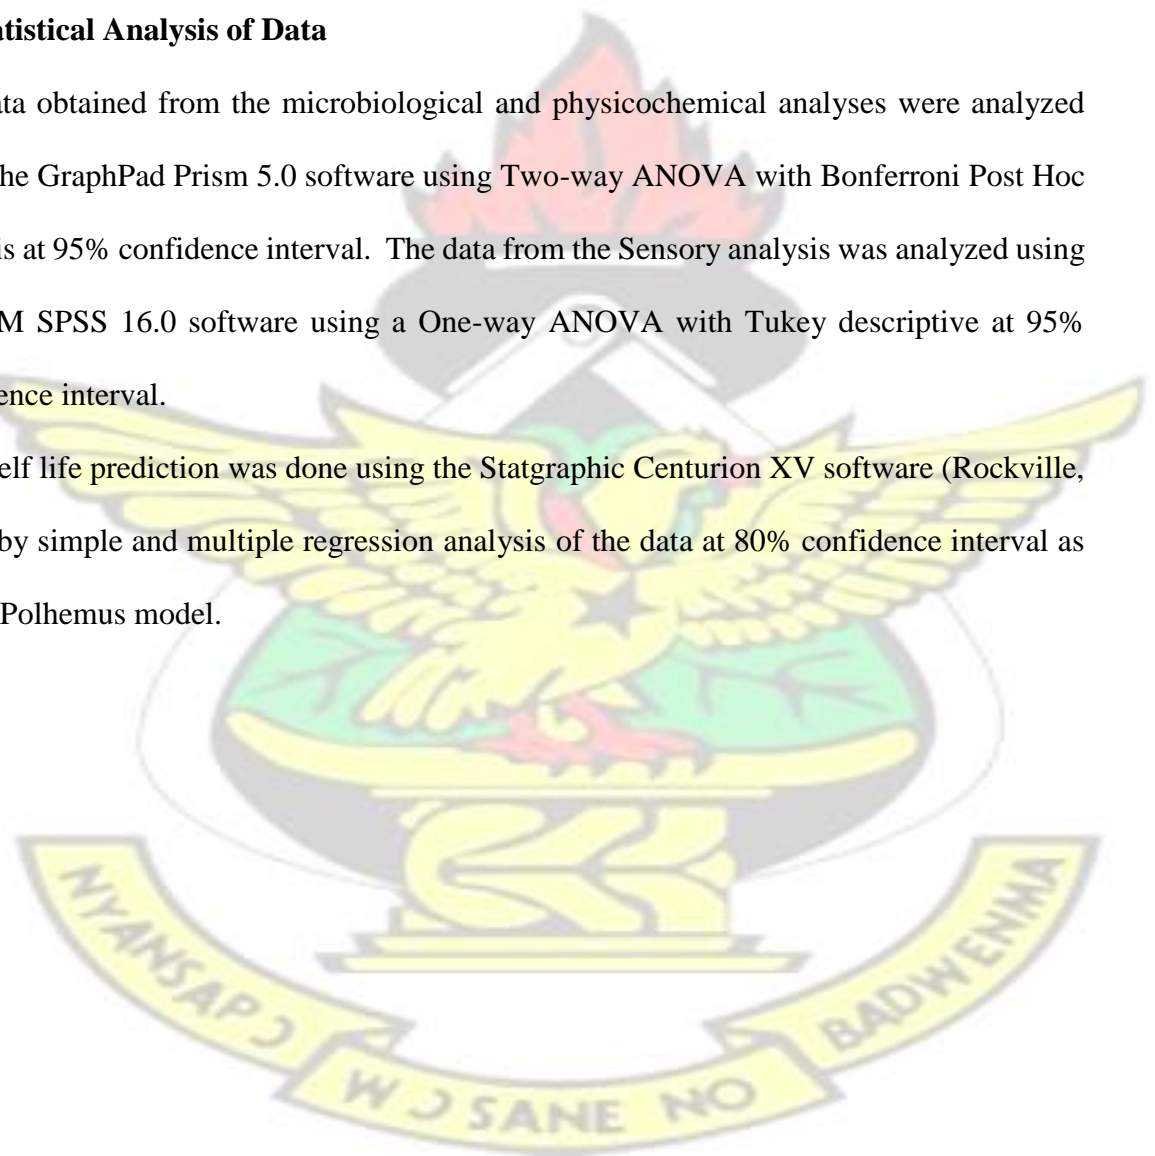 atistical Analysis of Data
ata obtained from the microbiological and physicochemical analyses were analyzed
he GraphPad Prism 5.0 software using Two-way ANOVA with Bonferroni Post Hoc
is at 95% confidence interval. The data from the Sensory analysis was analyzed using
M SPSS 16.0 software using a One-way ANOVA with Tukey descriptive at 95%
ence interval.
elf life prediction was done using the Statgraphic Centurion XV software (Rockville,
by simple and multiple regression analysis of the data at 80% confidence interval as
Polhemus model.
NYANSAPƆ
WƆ SANE NO
BADWENMA